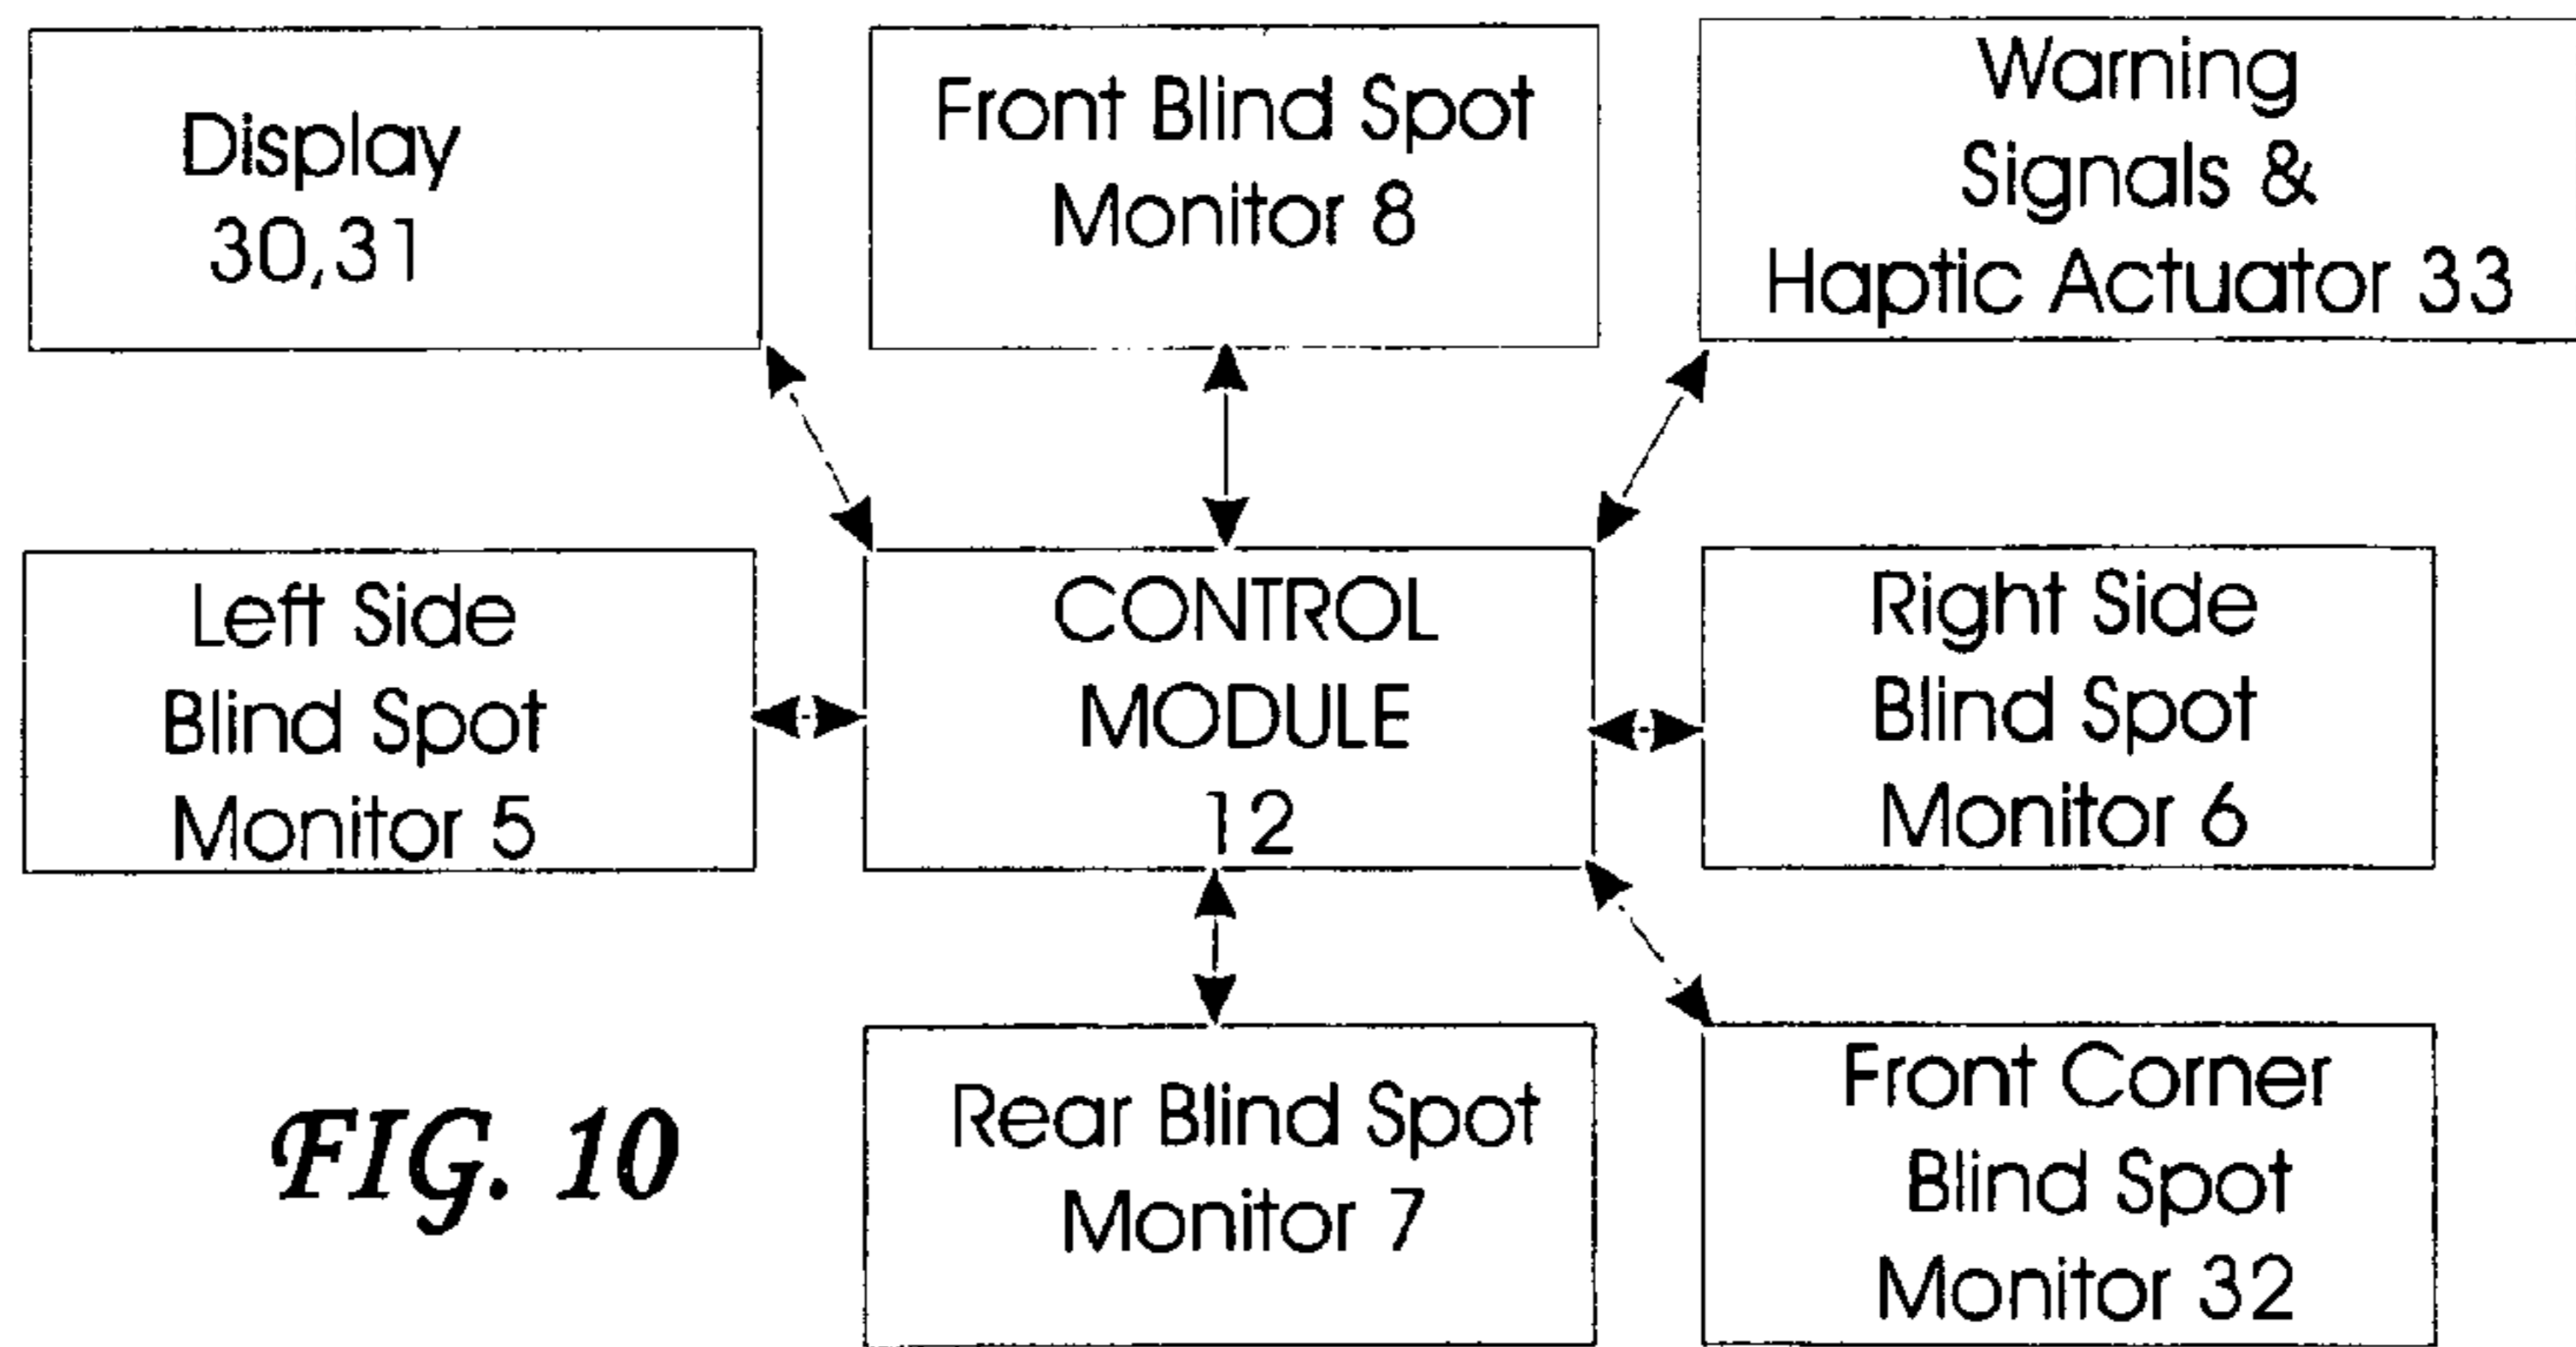 Display
30,31
Front Blind Spot
Monitor 8
Warning
Signals &
Haptic Actuator 33
Left Side
Blind Spot
Monitor 5
CONTROL
MODULE
12
Right Side
Blind Spot
Monitor 6
Rear Blind Spot
Monitor 7
Front Corner
Blind Spot
Monitor 32
FIG. 10